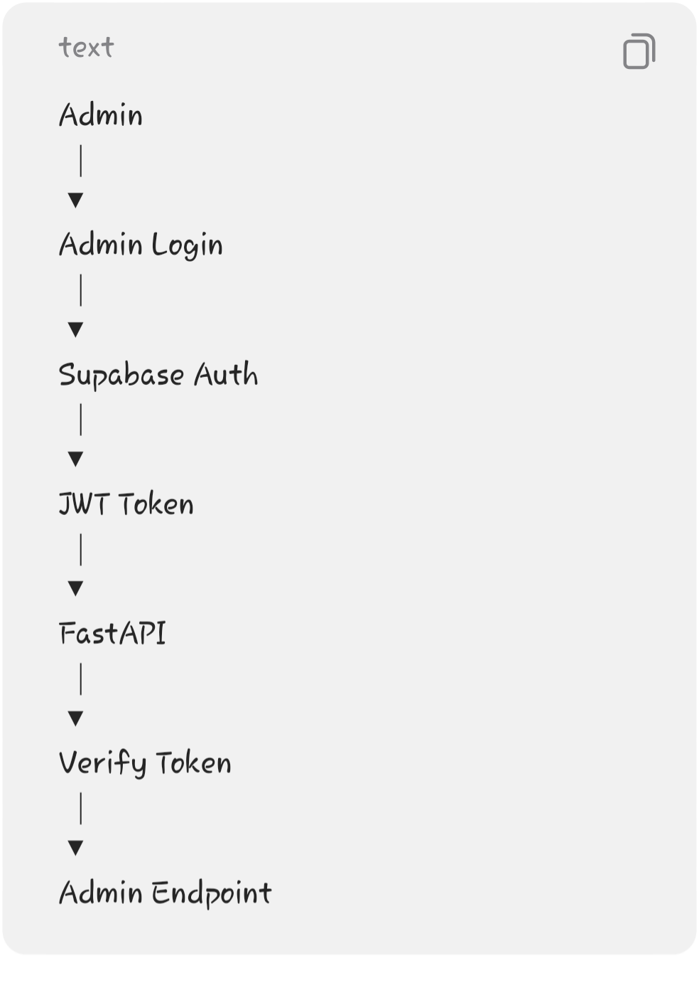 text
Admin
│
▼
Admin Login
│
▼
Supabase Auth
│
▼
JWT Token
│
▼
FastAPI
│
▼
Verify Token
│
▼
Admin Endpoint